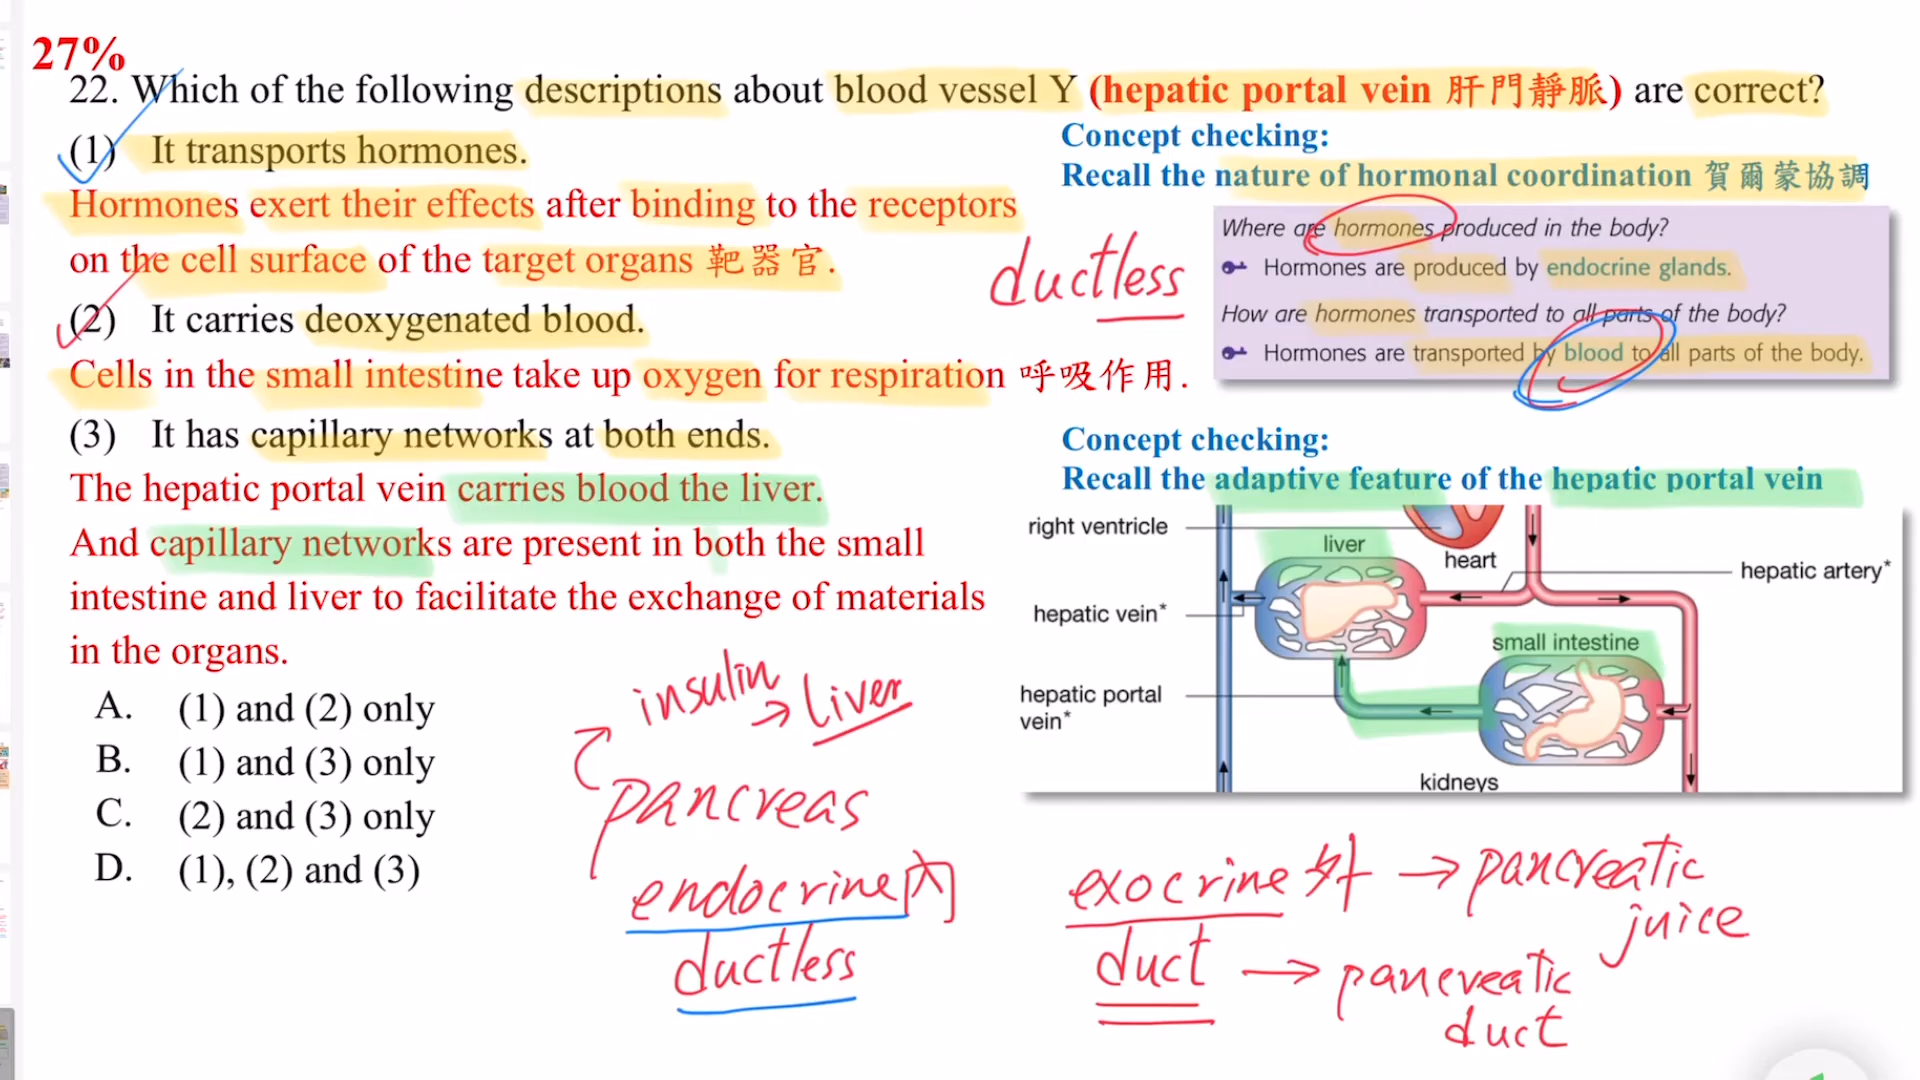 27%
22. Which of the following descriptions about blood vessel Y (hepatic portal vein 肝門靜脈) are correct?
(1) It transports hormones.
Hormones exert their effects after binding to the receptors
on the cell surface of the target organs 靶器官.
(2) It carries deoxygenated blood.
Cells in the small intestine take up oxygen for respiration 呼吸作用.
(3) It has capillary networks at both ends.
The hepatic portal vein carries blood the liver.
And capillary networks are present in both the small
intestine and liver to facilitate the exchange of materials
in the organs.
A. (1) and (2) only
B. (1) and (3) only
C. (2) and (3) only
D. (1), (2) and (3)
Concept checking:
Recall the nature of hormonal coordination 賀爾蒙協調
ductless
Where are hormones produced in the body?
Hormones are produced by endocrine glands.
How are hormones transported to all parts of the body?
Hormones are transported by blood to all parts of the body.
Concept checking:
Recall the adaptive feature of the hepatic portal vein
right ventricle
liver
heart
hepatic artery*
hepatic vein*
small intestine
hepatic portal
vein*
kidneys
insulin
→ liver
pancreas
endocrine 內
ductless
exocrine 外 → pancreatic
juice
duct → pancreatic
duct